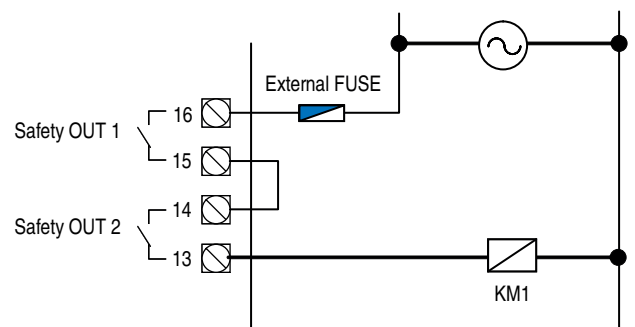 External FUSE
Safety OUT 1
16
15
Safety OUT 2
14
13
KM1